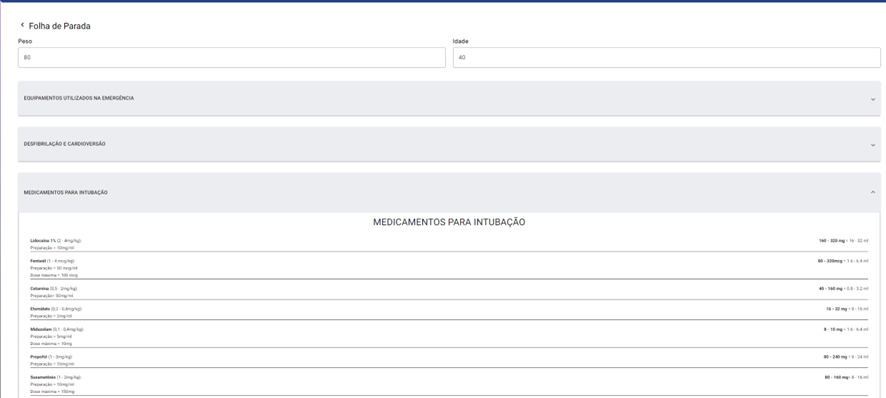 Folha de Parada
Peso
Idade
80
40
EQUIPAMENTOS UTILIZADOS NA EMERGÊNCIA
DESFIBRILAÇÃO E CARDIOVERSÃO
MEDICAMENTOS PARA INTUBAÇÃO
MEDICAMENTOS PARA INTUBAÇÃO
Lidocaína 1% (2 - 4mg/kg) 160 - 320 mg = 16 - 32 ml
Preparação = 10mg/ml
Fentanil (1 - 4 mcg/kg) 80 - 320mcg = 1.6 - 6.4 ml
Preparação = 50 mcg/ml
Dose máxima = 100 mcg
Cetamina (0,5 - 2mg/kg) 40 - 160 mg = 0.8 - 3.2 ml
Preparação= 50mg/ml
Etomidato (0,2 - 0,4mg/kg) 16 - 32 mg = 8 - 16 ml
Preparação = 2mg/ml
Midazolam (0,1 - 0,4mg/kg) 8 - 10 mg = 1.6 - 6.4 ml
Preparação = 5mg/ml
Dose máxima = 10mg
Propofol (1 - 3mg/kg) 80 - 240 mg = 8 - 24 ml
Preparação = 10mg/ml
Suxametônio (1 - 2mg/kg) 80 - 160 mg= 8 - 16 ml
Preparação = 10mg/ml
Dose máxima = 150mg